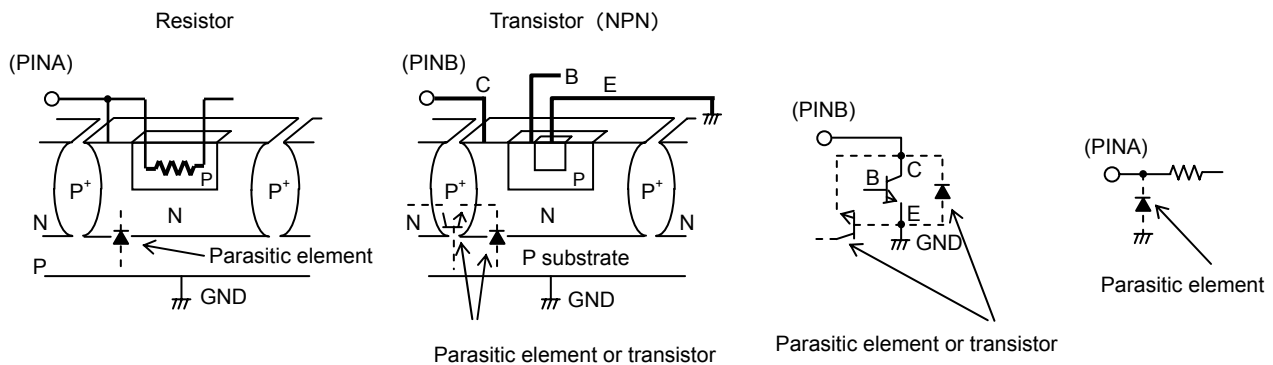 Resistor
(PINA)
P⁺
P
P⁺
N
N
Parasitic element
P
GND
Transistor (NPN)
(PINB)
C
B
E
P⁺
P
P⁺
N
N
N
P substrate
GND
Parasitic element or transistor
(PINB)
C
B
E
GND
Parasitic element or transistor
(PINA)
Parasitic element